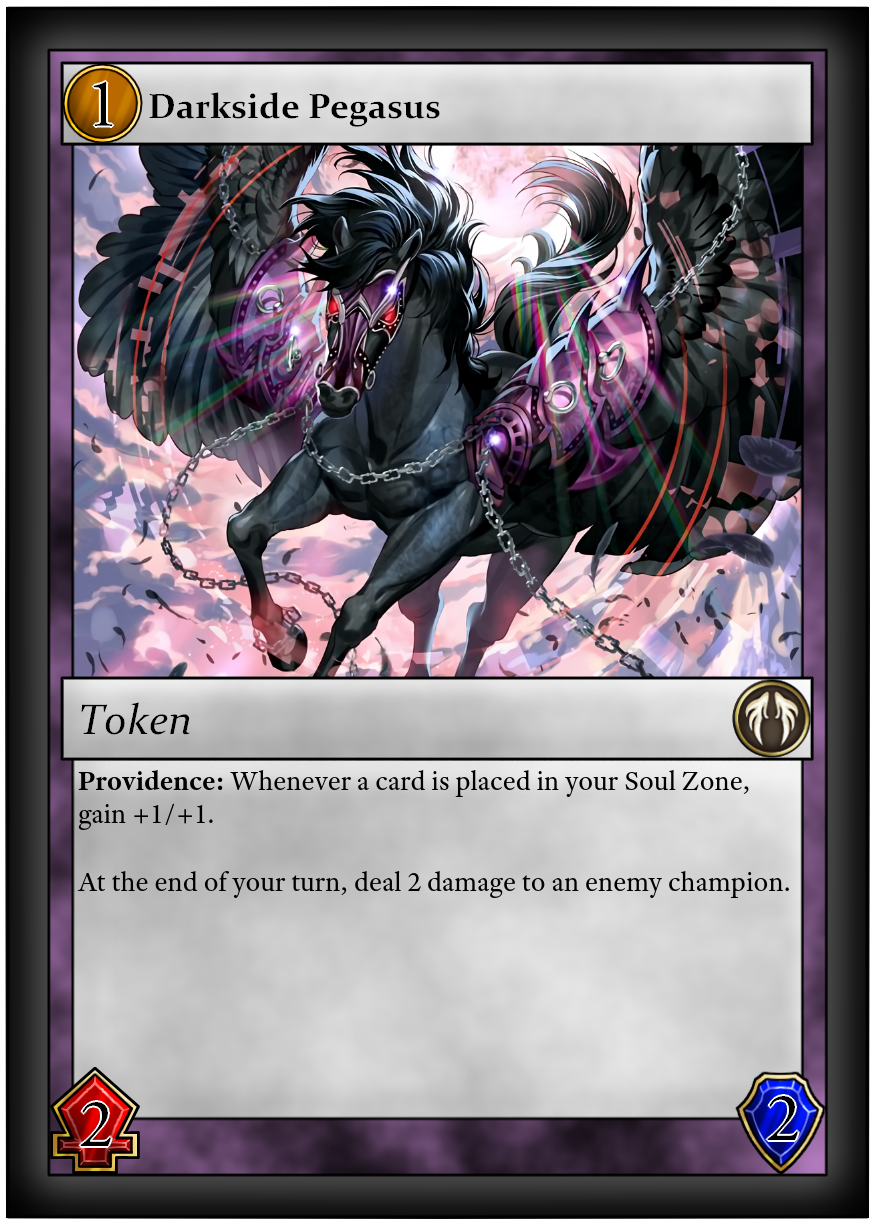 1 Darkside Pegasus
Token
Providence: Whenever a card is placed in your Soul Zone,
gain +1/+1.
At the end of your turn, deal 2 damage to an enemy champion.
2 2